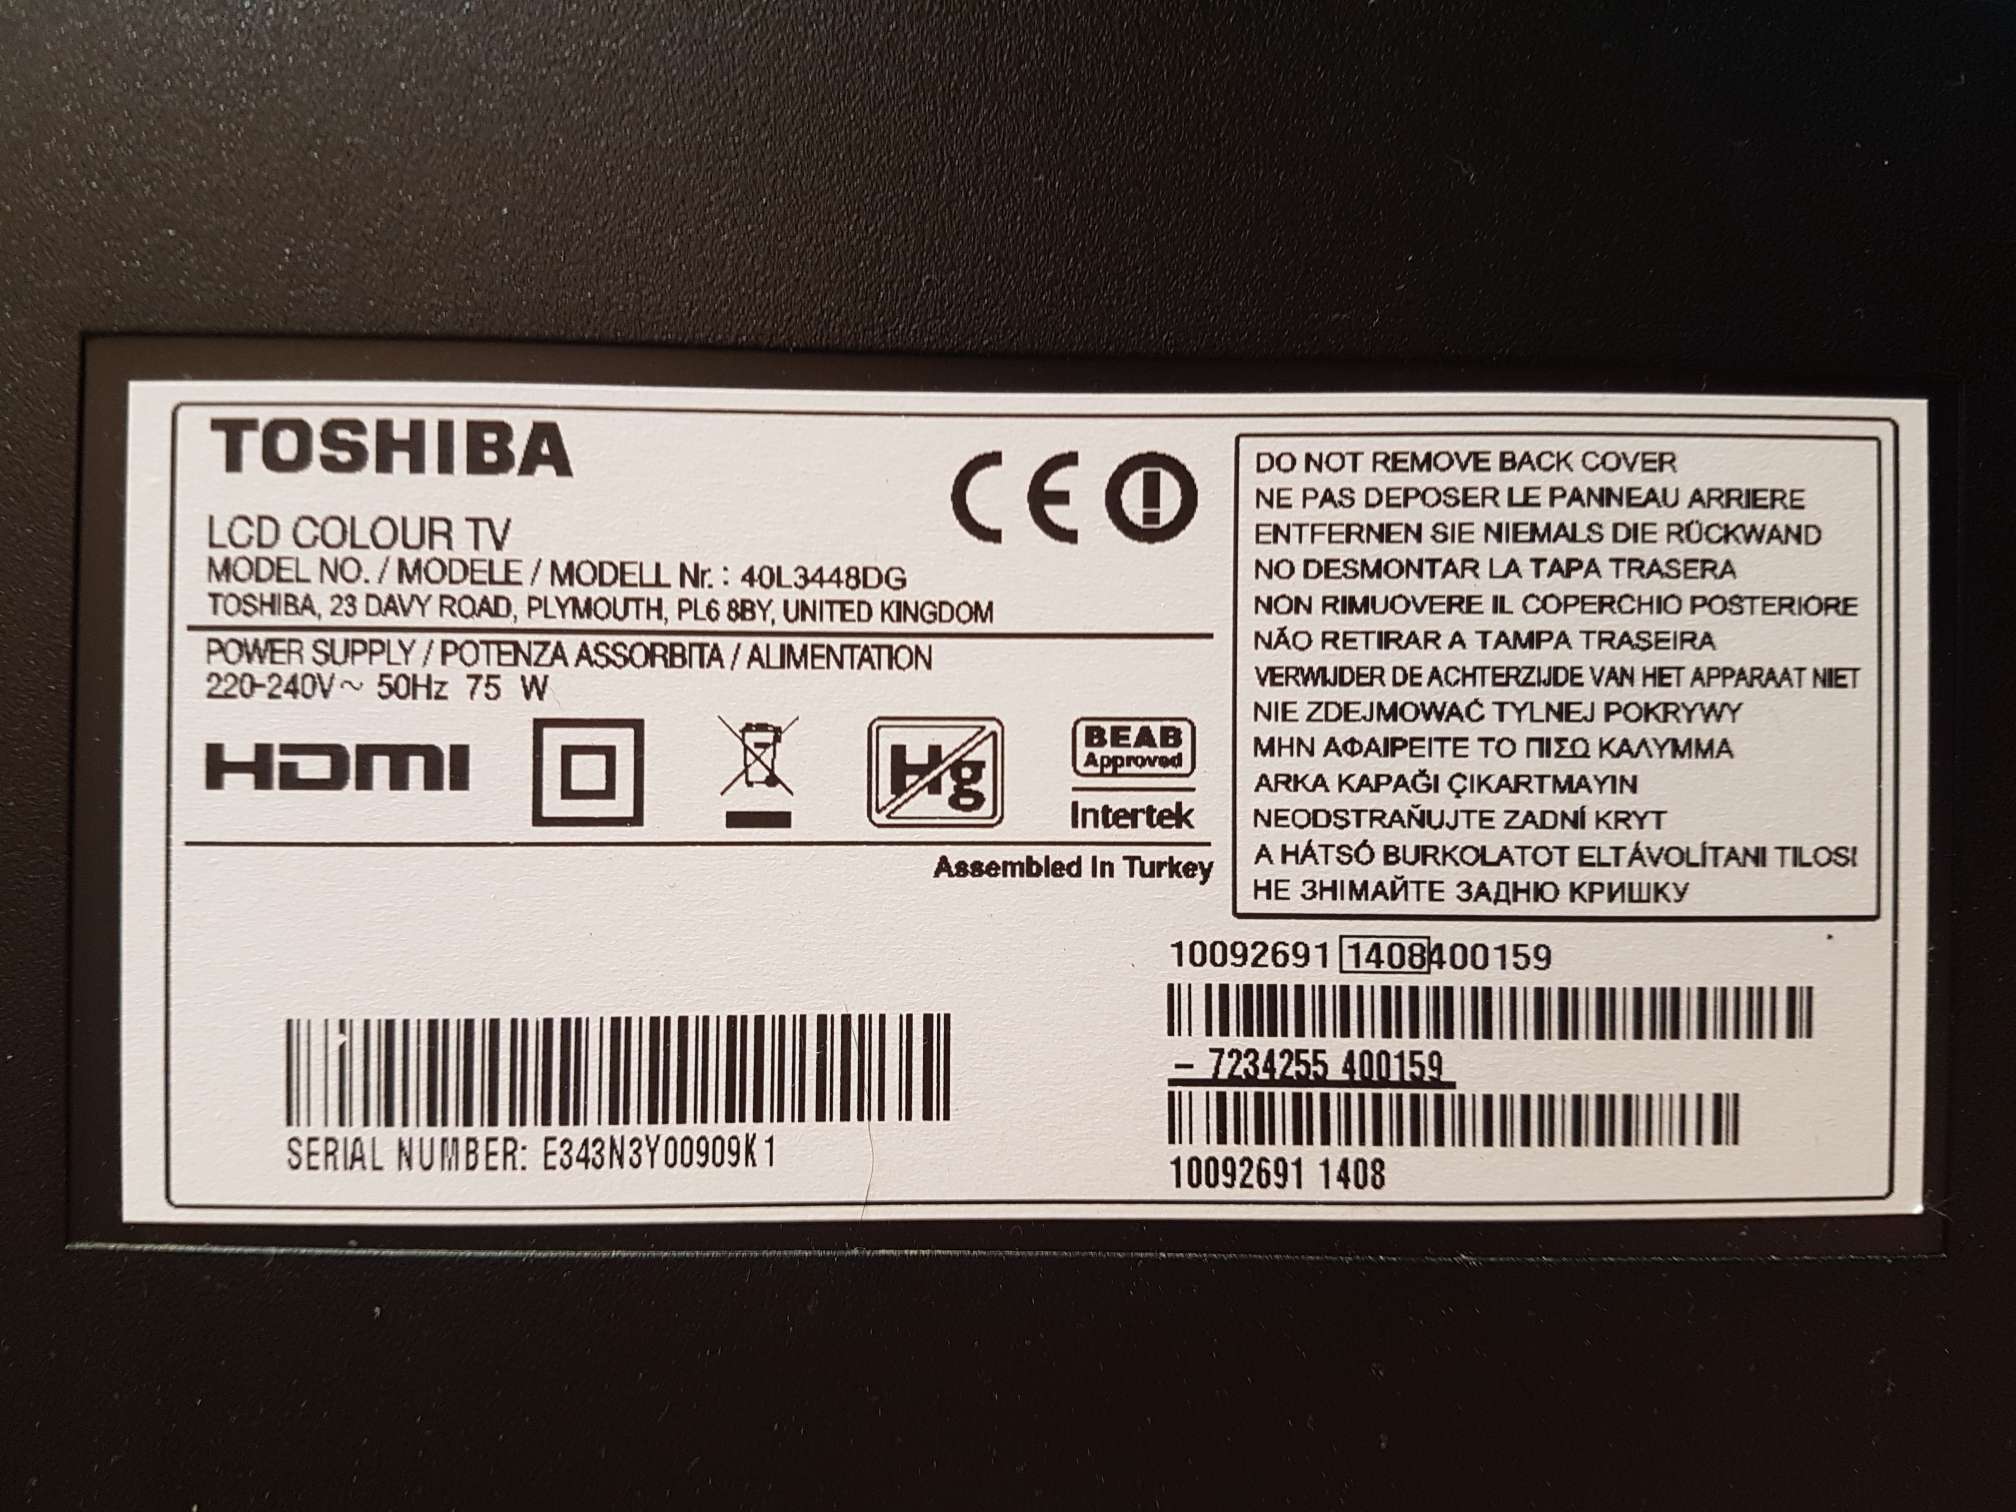 TOSHIBA
LCD COLOUR TV
MODEL NO. / MODELE / MODELL Nr. : 40L3448DG
TOSHIBA, 23 DAVY ROAD, PLYMOUTH, PL6 8BY, UNITED KINGDOM
POWER SUPPLY / POTENZA ASSORBITA / ALIMENTATION
220-240V~ 50Hz 75 W
HDMI
Hg
BEAB
Approved
Intertek
Assembled In Turkey
CE
DO NOT REMOVE BACK COVER
NE PAS DEPOSER LE PANNEAU ARRIERE
ENTFERNEN SIE NIEMALS DIE RÜCKWAND
NO DESMONTAR LA TAPA TRASERA
NON RIMUOVERE IL COPERCHIO POSTERIORE
NÃO RETIRAR A TAMPA TRASEIRA
VERWIJDER DE ACHTERZIJDE VAN HET APPARAAT NIET
NIE ZDEJMOWAĆ TYLNEJ POKRYWY
ΜΗΝ ΑΦΑΙΡΕΙΤΕ ΤΟ ΠΙΣΩ ΚΑΛΥΜΜΑ
ARKA KAPAĞI ÇIKARTMAYIN
NEODSTRAŇUJTE ZADNÍ KRYT
A HÁTSÓ BURKOLATOT ELTÁVOLÍTANI TILOS!
НЕ ЗНІМАЙТЕ ЗАДНЮ КРИШКУ
10092691 1408400159
– 7234255 400159
10092691 1408
SERIAL NUMBER: E343N3Y00909K1